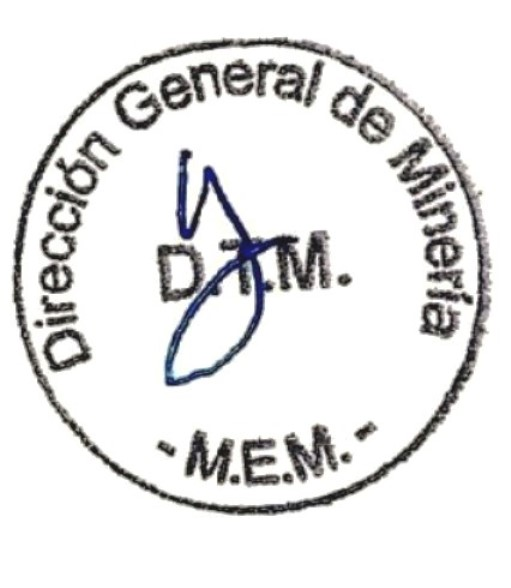 Dirección General de Minería
D.T.M.
- M.E.M. -